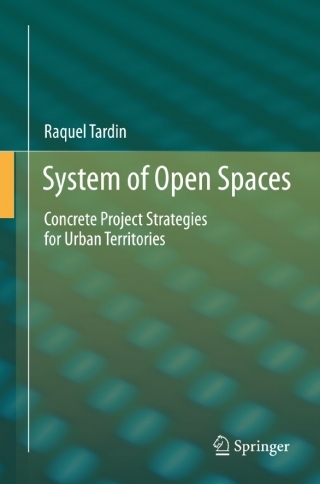 Raquel Tardin
System of Open Spaces
Concrete Project Strategies
for Urban Territories
Springer